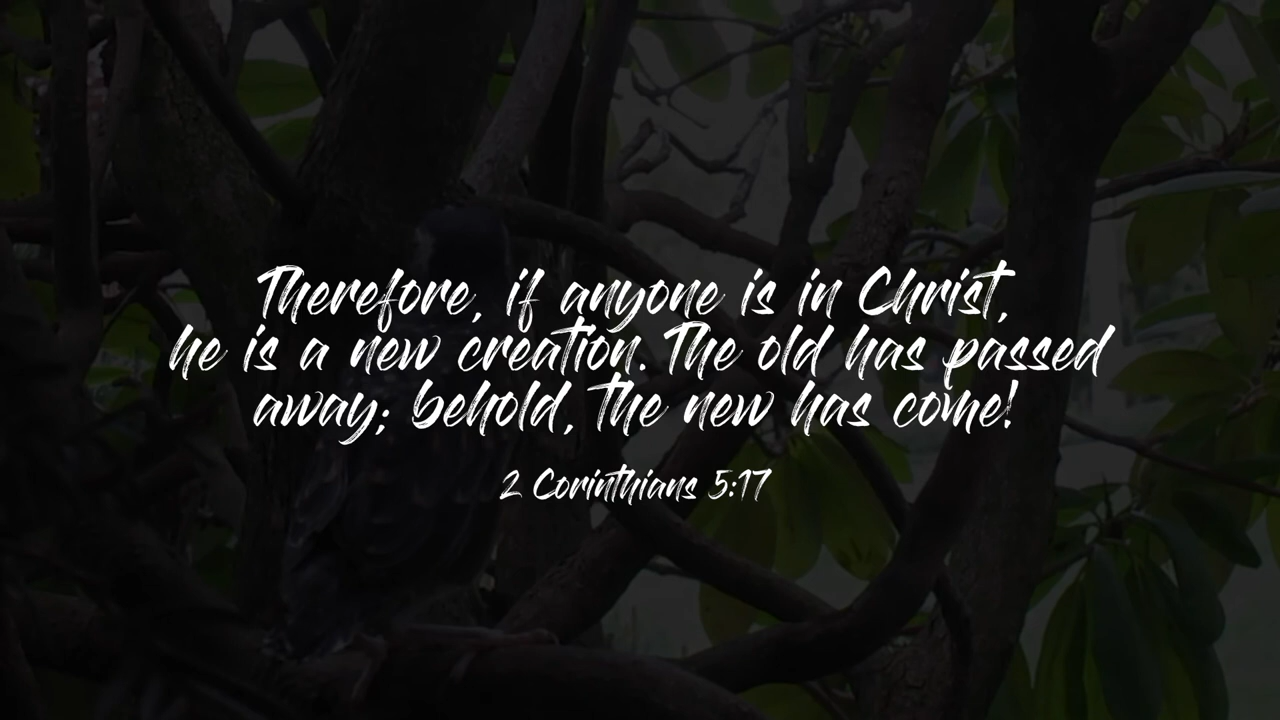 Therefore, if anyone is in Christ,
he is a new creation. The old has passed
away; behold, the new has come!
2 Corinthians 5:17